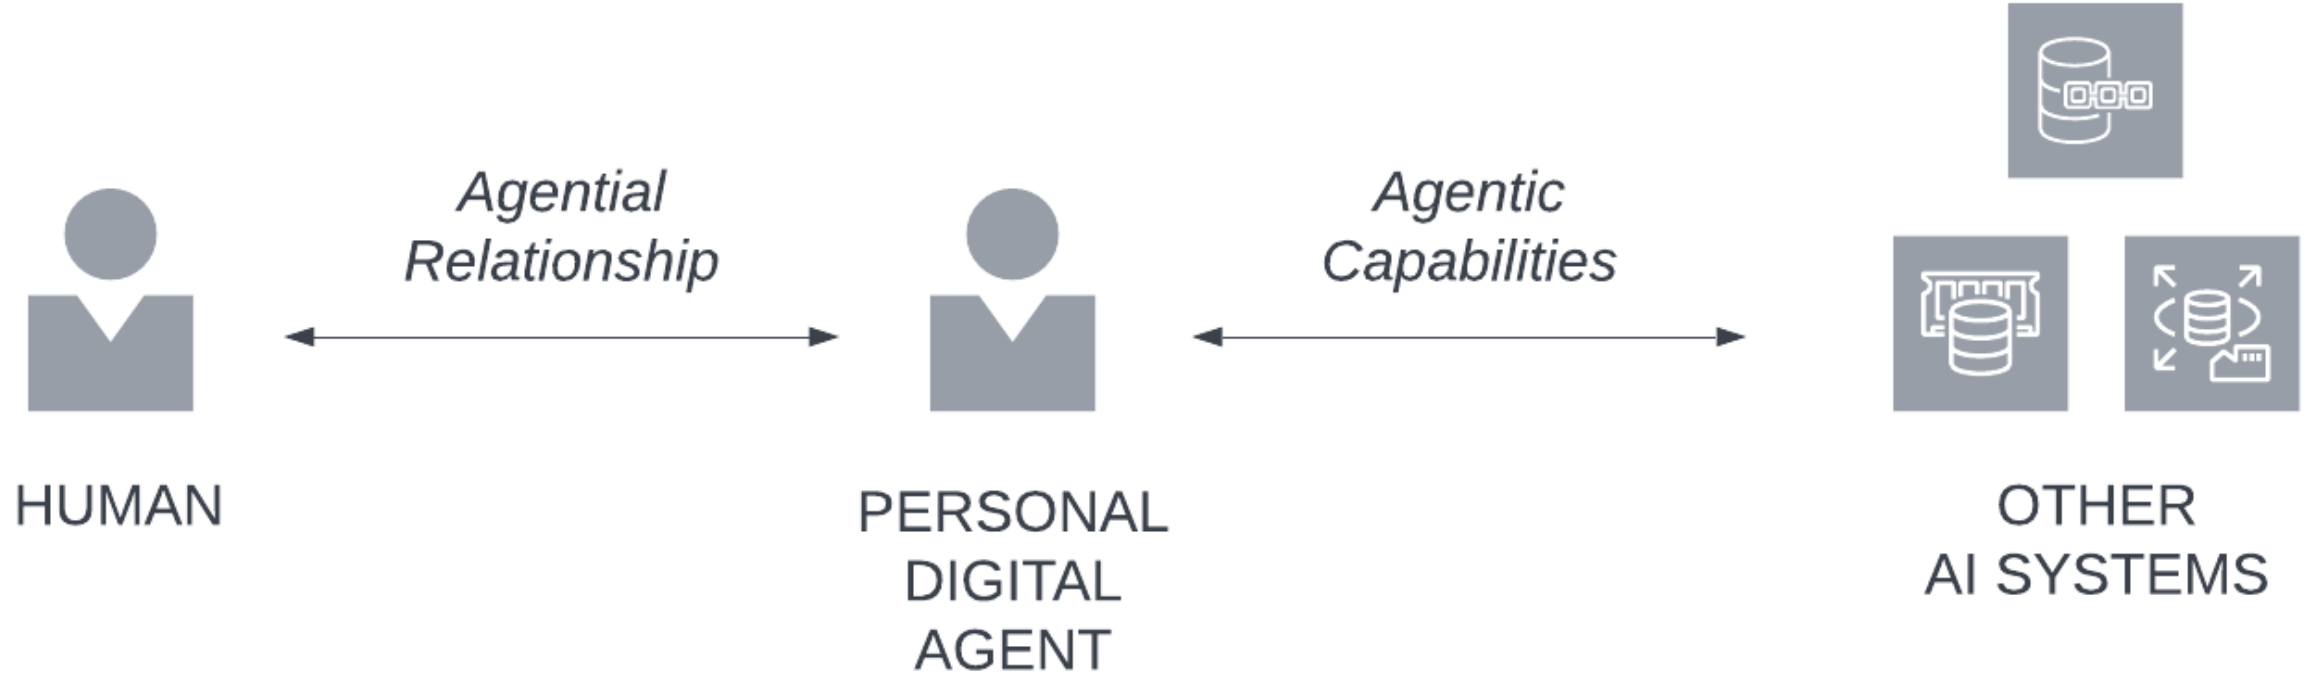 Agential
Relationship
Agentic
Capabilities
HUMAN
PERSONAL
DIGITAL
AGENT
OTHER
AI SYSTEMS